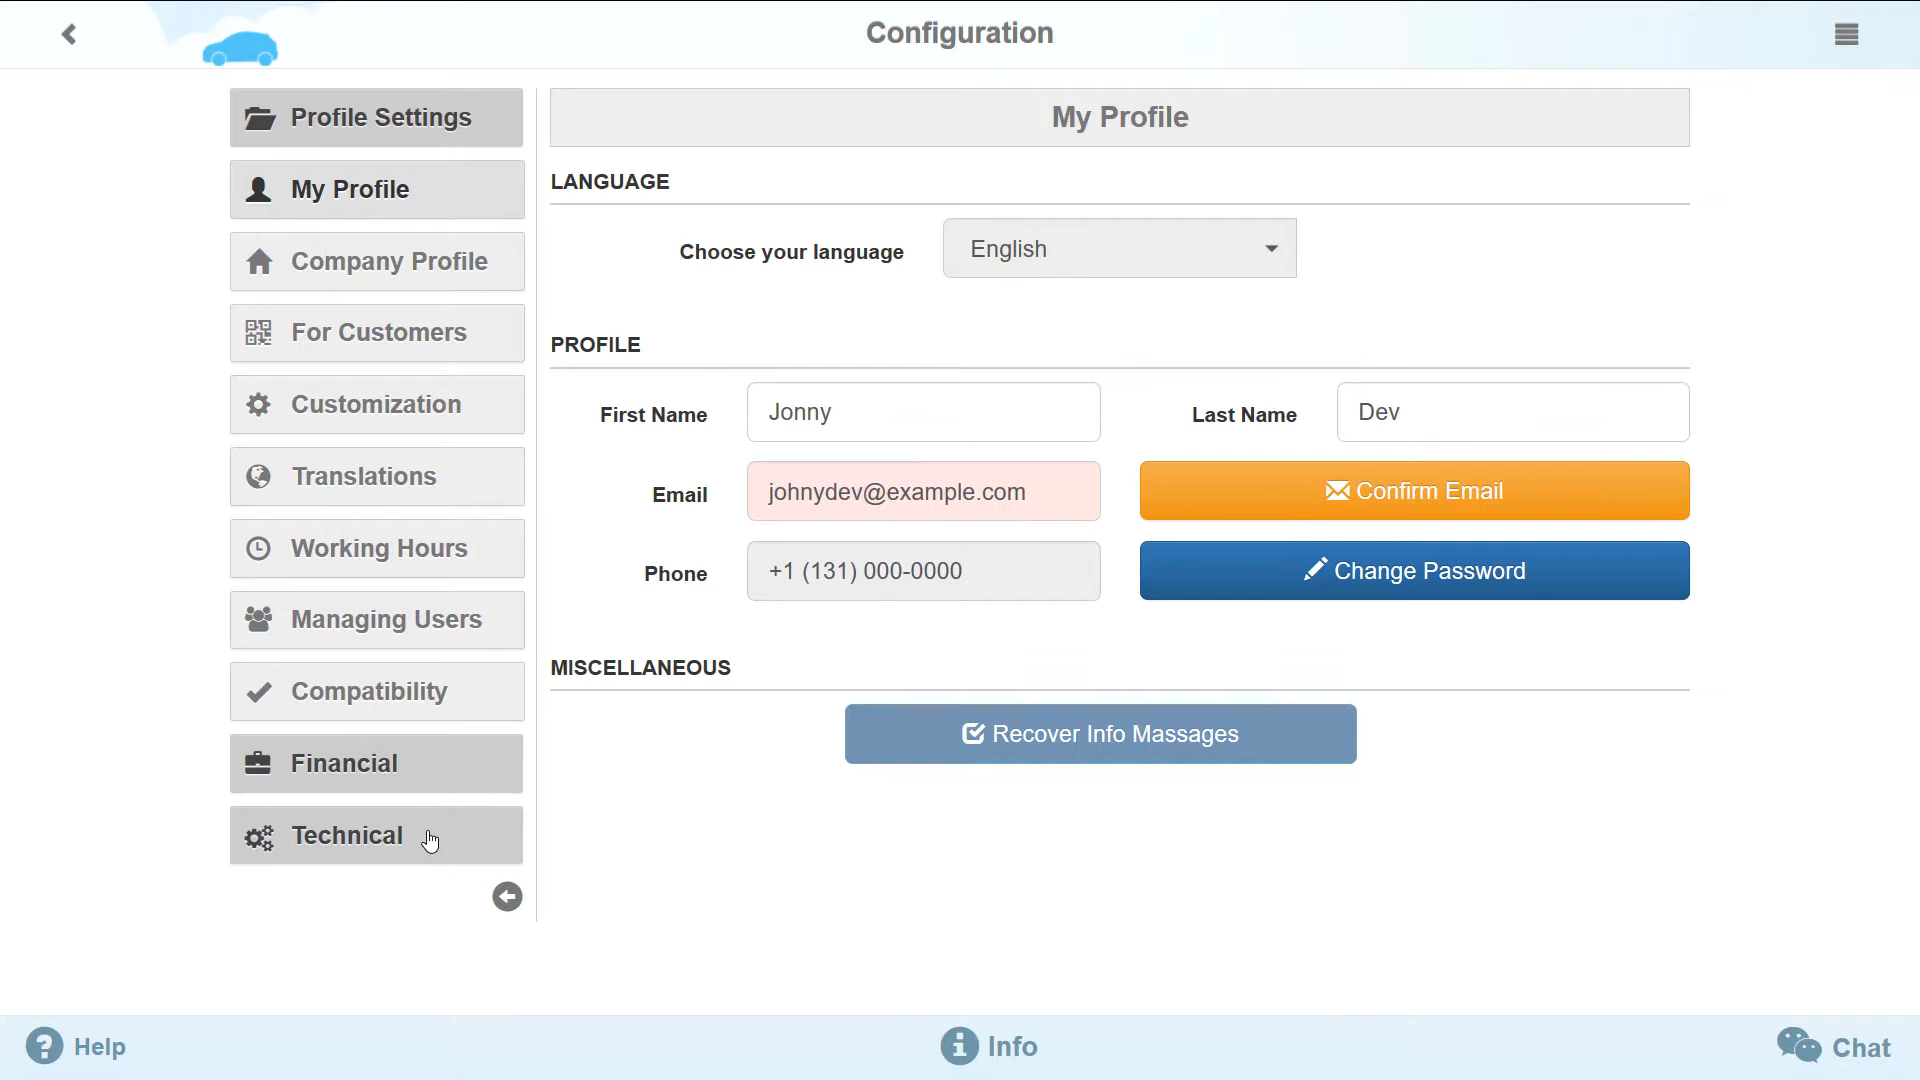 Configuration
Profile Settings
My Profile
Company Profile
For Customers
Customization
Translations
Working Hours
Managing Users
Compatibility
Financial
Technical
My Profile
LANGUAGE
Choose your language English
PROFILE
First Name Jonny Last Name Dev
Email johnydev@example.com Confirm Email
Phone +1 (131) 000-0000 Change Password
MISCELLANEOUS
Recover Info Massages
Help Info Chat